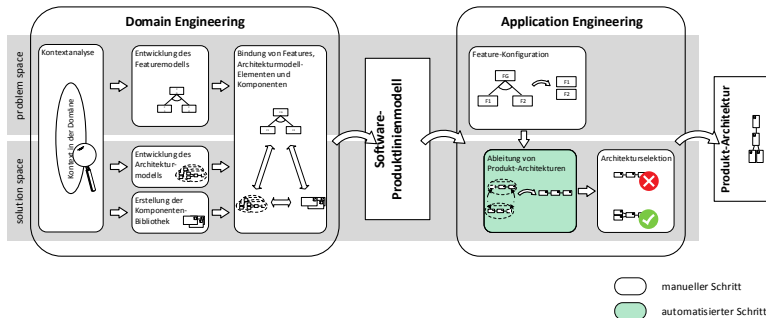 Domain Engineering
Application Engineering
problem space
solution space
Kontextanalyse
Kontext in der Domäne
Entwicklung des
Featuremodells
Entwicklung des
Architektur-
modells
Erstellung der
Komponenten-
Bibliothek
Bindung von Features,
Architekturmodell-
Elementen und
Komponenten
Software-
Produktlinienmodell
Feature-Konfiguration
FG
F1
F2
F1
F2
Ableitung von
Produkt-Architekturen
Architekturselektion
Produkt-Architektur
manueller Schritt
automatisierter Schritt